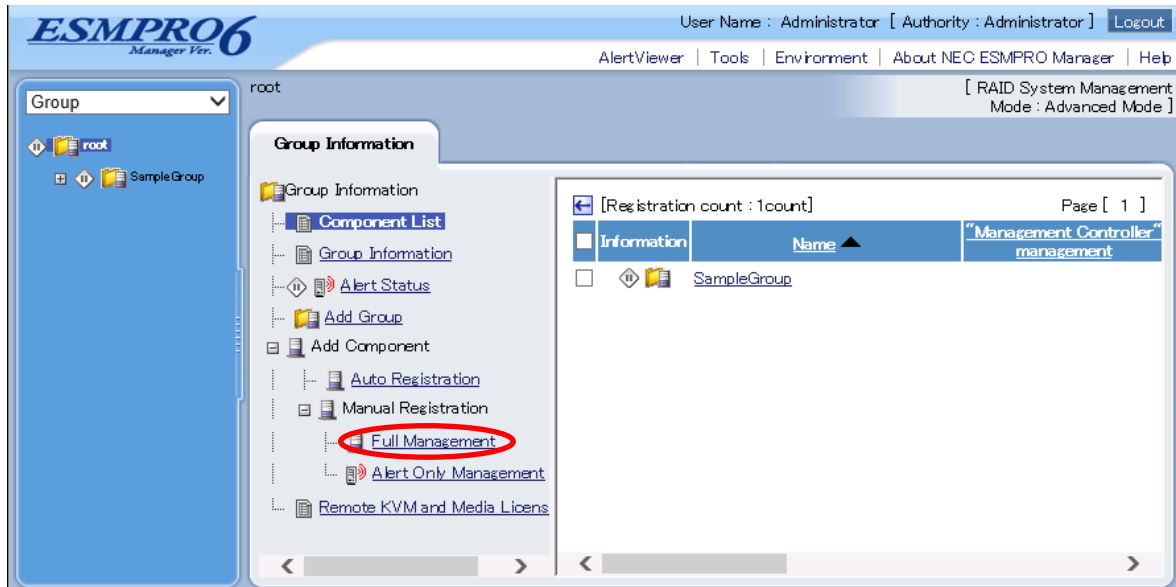 ESMPRO6
Manager Ver.
User Name : Administrator [ Authority : Administrator ] Logout
AlertViewer | Tools | Environment | About NEC ESMPRO Manager | Help
Group
root
[ RAID System Management
Mode : Advanced Mode ]
root
SampleGroup
Group Information
Group Information
Component List
Group Information
Alert Status
Add Group
Add Component
Auto Registration
Manual Registration
Full Management
Alert Only Management
Remote KVM and Media Licens
[Registration count : 1count] Page [ 1 ]
Information Name ▲ "Management Controller"
management
SampleGroup